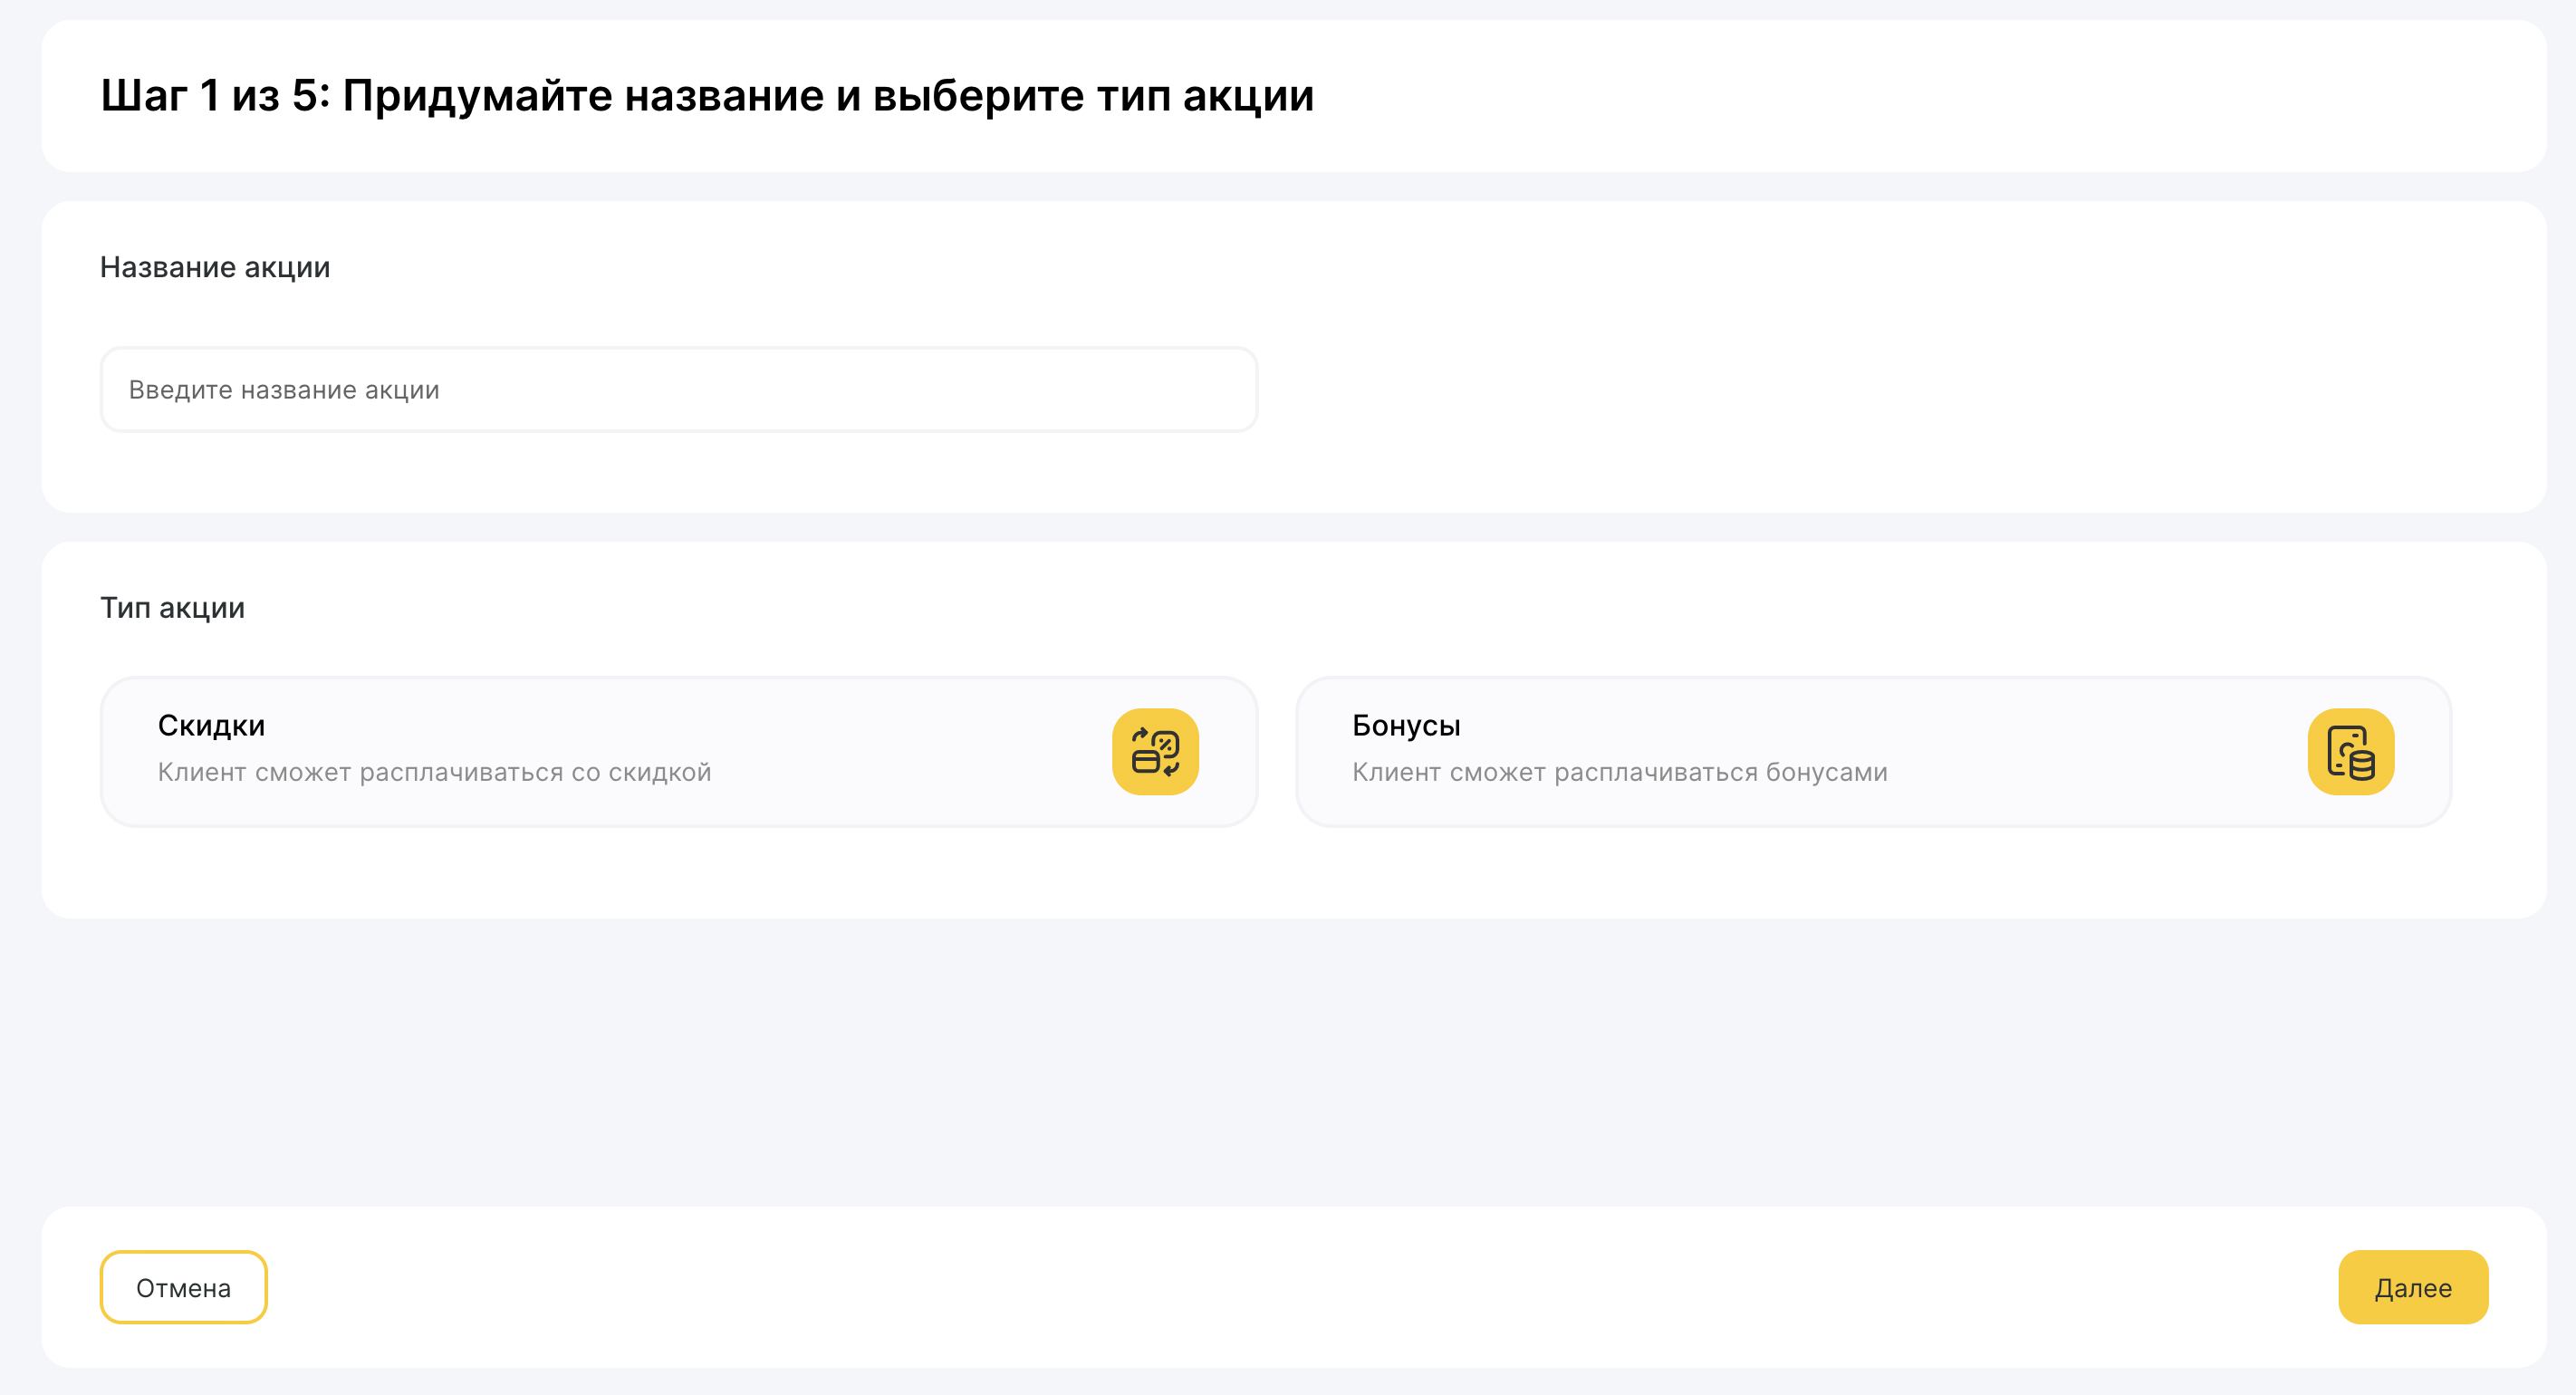 Шаг 1 из 5: Придумайте название и выберите тип акции
Название акции
Введите название акции
Тип акции
Скидки
Клиент сможет расплачиваться со скидкой
Бонусы
Клиент сможет расплачиваться бонусами
Отмена
Далее